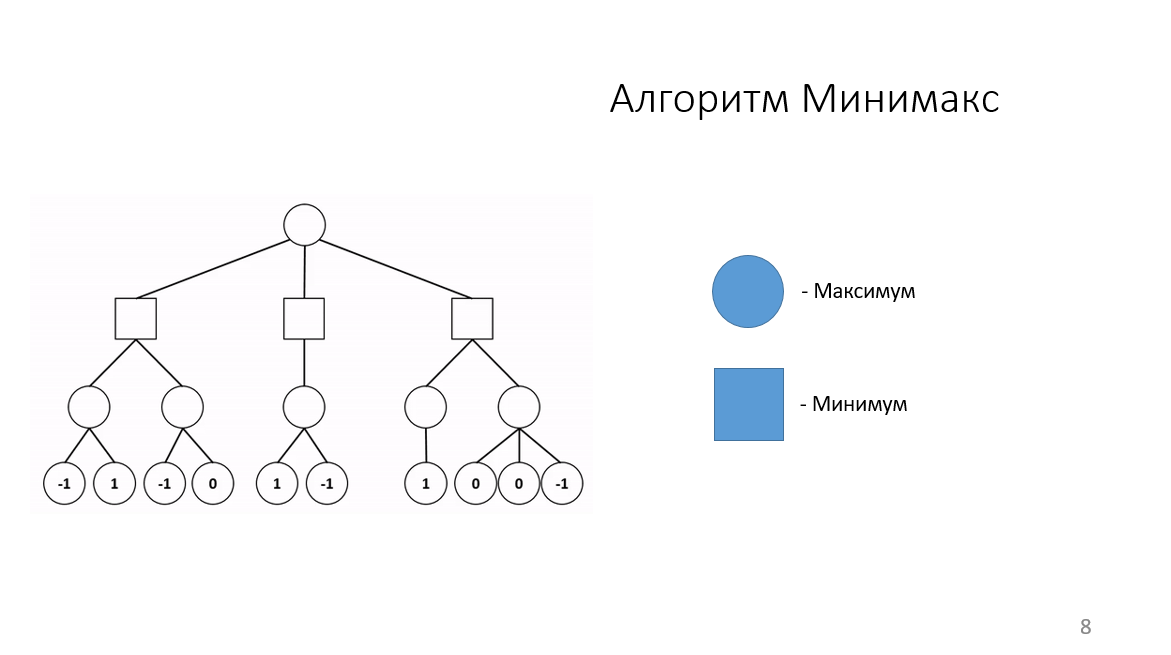 Алгоритм Минимакс
- Максимум
- Минимум
-1 1 -1 0 1 -1 1 0 0 -1
8